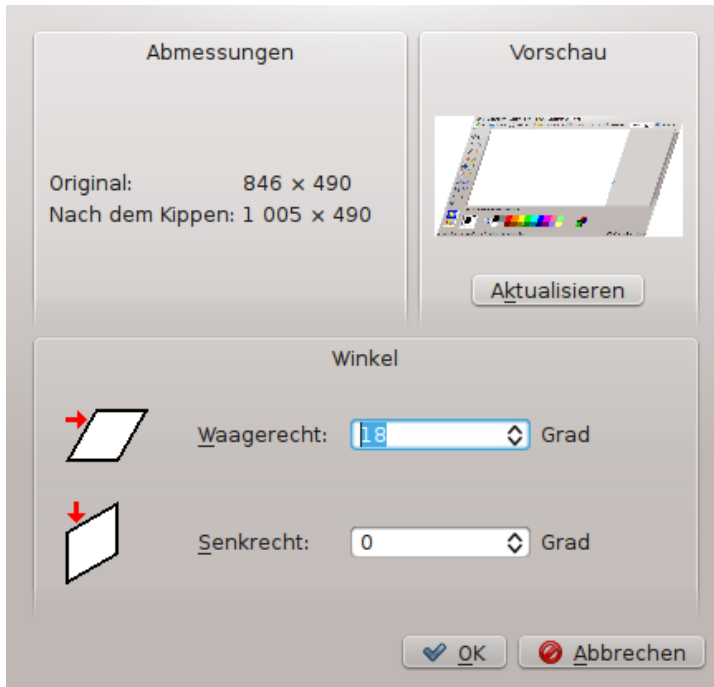 Abmessungen
Original: 846 × 490
Nach dem Kippen: 1 005 × 490
Vorschau
Aktualisieren
Winkel
Waagerecht: 18 Grad
Senkrecht: 0 Grad
OK Abbrechen